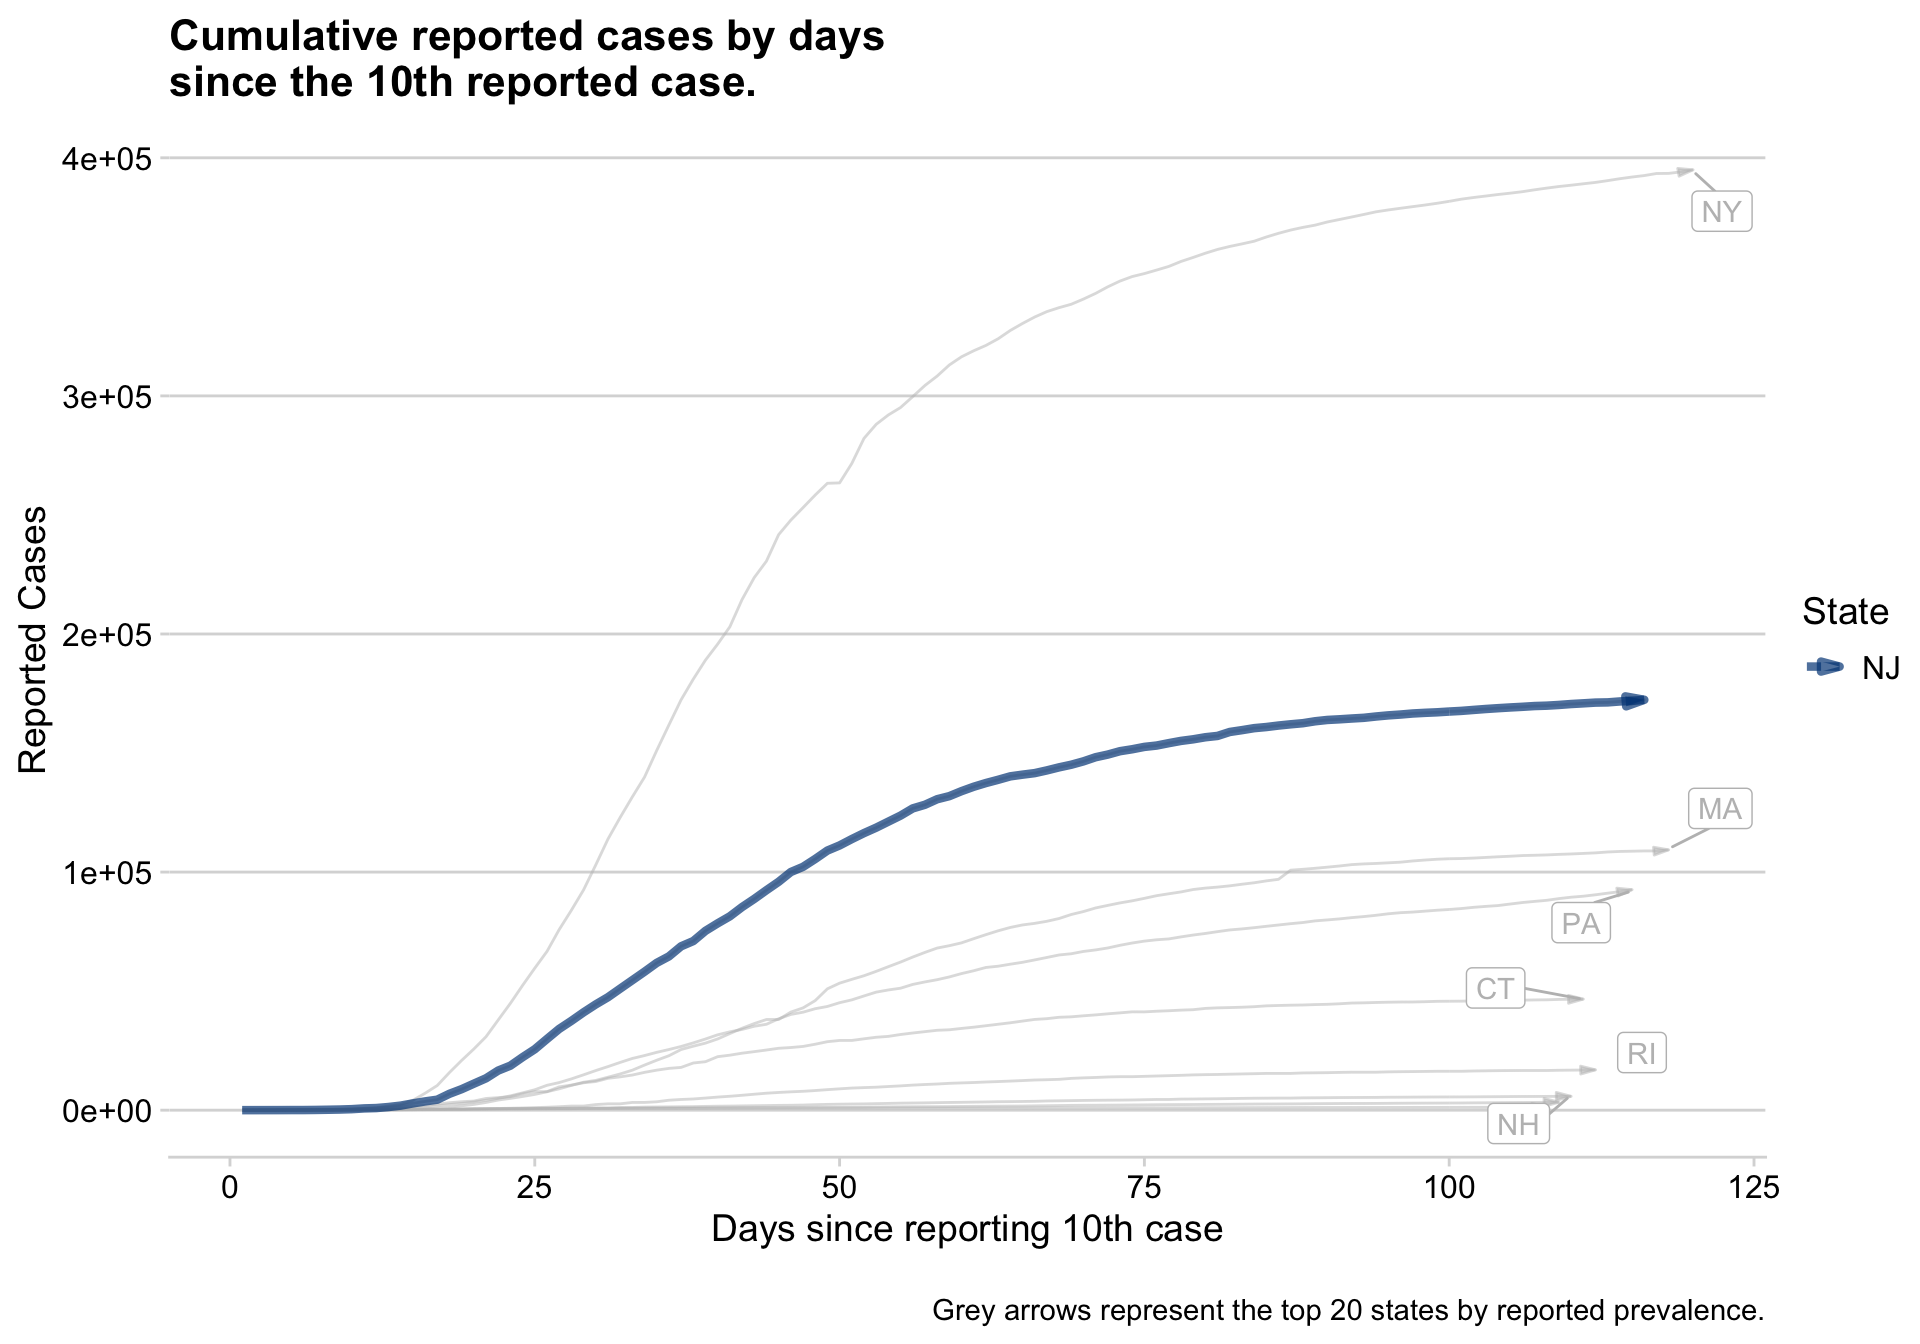 Cumulative reported cases by days
since the 10th reported case.
4e+05
3e+05
2e+05
1e+05
0e+00
Reported Cases
NY
MA
PA
CT
RI
NH
State
NJ
0 25 50 75 100 125
Days since reporting 10th case
Grey arrows represent the top 20 states by reported prevalence.